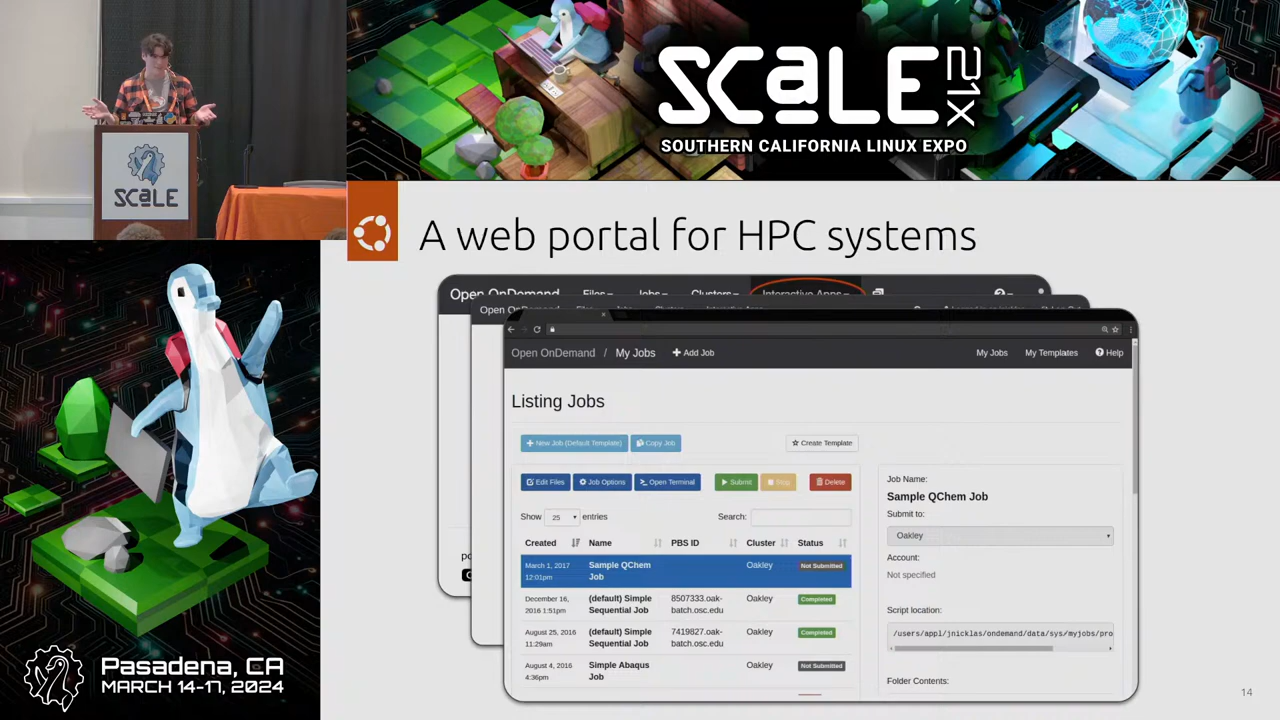 SCALE 21X
SOUTHERN CALIFORNIA LINUX EXPO
SCALE
A web portal for HPC systems
Open OnDemand Files Jobs Clusters Interactive Apps
Open OnDemand / My Jobs + Add Job My Jobs My Templates Help
Listing Jobs
New Job (Default Template) Copy Job Create Template
Edit Files Job Options Open Terminal Submit Stop Delete
Show 25 entries Search:
Created Name PBS ID Cluster Status
March 1, 2017 12:01pm Sample QChem Job Oakley Not Submitted
December 16, 2016 1:51pm (default) Simple Sequential Job 8507333.oak-batch.osc.edu Oakley Completed
August 25, 2016 11:29am (default) Simple Sequential Job 7419827.oak-batch.osc.edu Oakley Completed
August 4, 2016 4:36pm Simple Abaqus Job Oakley Not Submitted
Job Name:
Sample QChem Job
Submit to:
Oakley
Account:
Not specified
Script location:
/users/appl/jnicklas/ondemand/data/sys/myjobs/pro
Folder Contents:
Pasadena, CA
MARCH 14-17, 2024
14